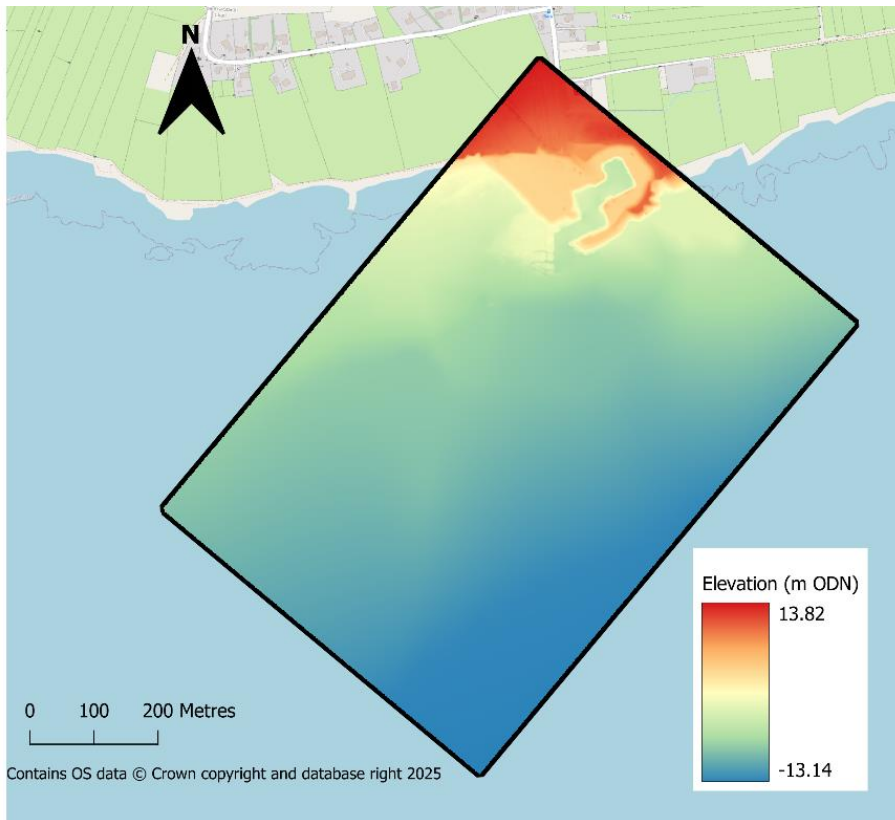 N
Elevation (m ODN)
13.82
-13.14
0 100 200 Metres
Contains OS data © Crown copyright and database right 2025